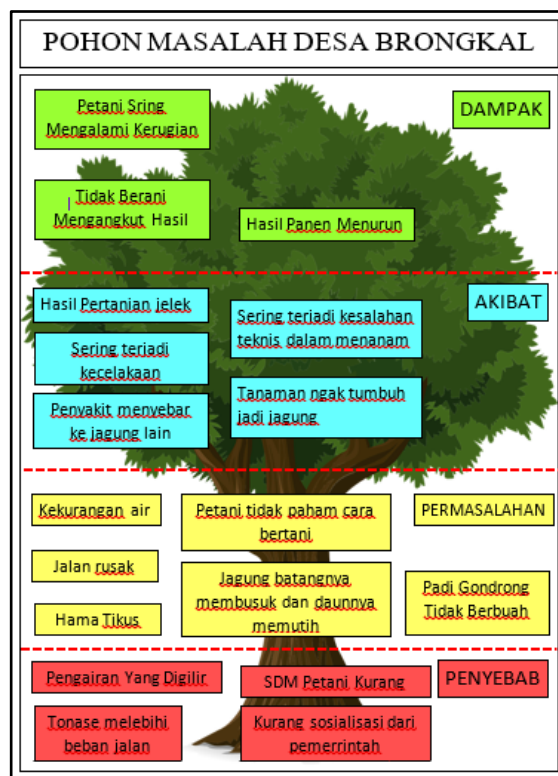 POHON MASALAH DESA BRONGKAL
Petani Sring
Mengalami Kerugian
DAMPAK
Tidak Berani
Mengangkut Hasil
Hasil Panen Menurun
Hasil Pertanian jelek
AKIBAT
Sering terjadi kesalahan
teknis dalam menanam
Sering terjadi
kecelakaan
Tanaman ngak tumbuh
jadi jagung
Penyakit menyebar
ke jagung lain
Kekurangan air
Petani tidak paham cara
bertani
PERMASALAHAN
Jalan rusak
Jagung batangnya
membusuk dan daunnya
memutih
Padi Gondrong
Tidak Berbuah
Hama Tikus
Pengairan Yang Digilir
SDM Petani Kurang
PENYEBAB
Tonase melebihi
beban jalan
Kurang sosialisasi dari
pemerrintah